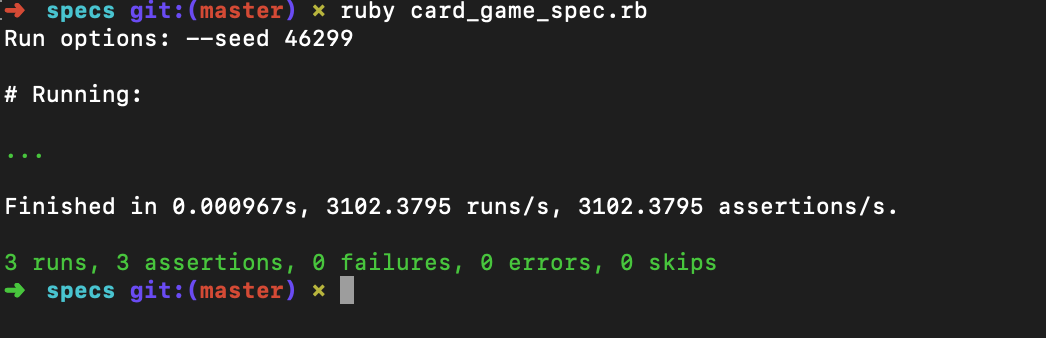 ➜ specs git:(master) × ruby card_game_spec.rb
Run options: --seed 46299
# Running:
...
Finished in 0.000967s, 3102.3795 runs/s, 3102.3795 assertions/s.
3 runs, 3 assertions, 0 failures, 0 errors, 0 skips
➜ specs git:(master) ×